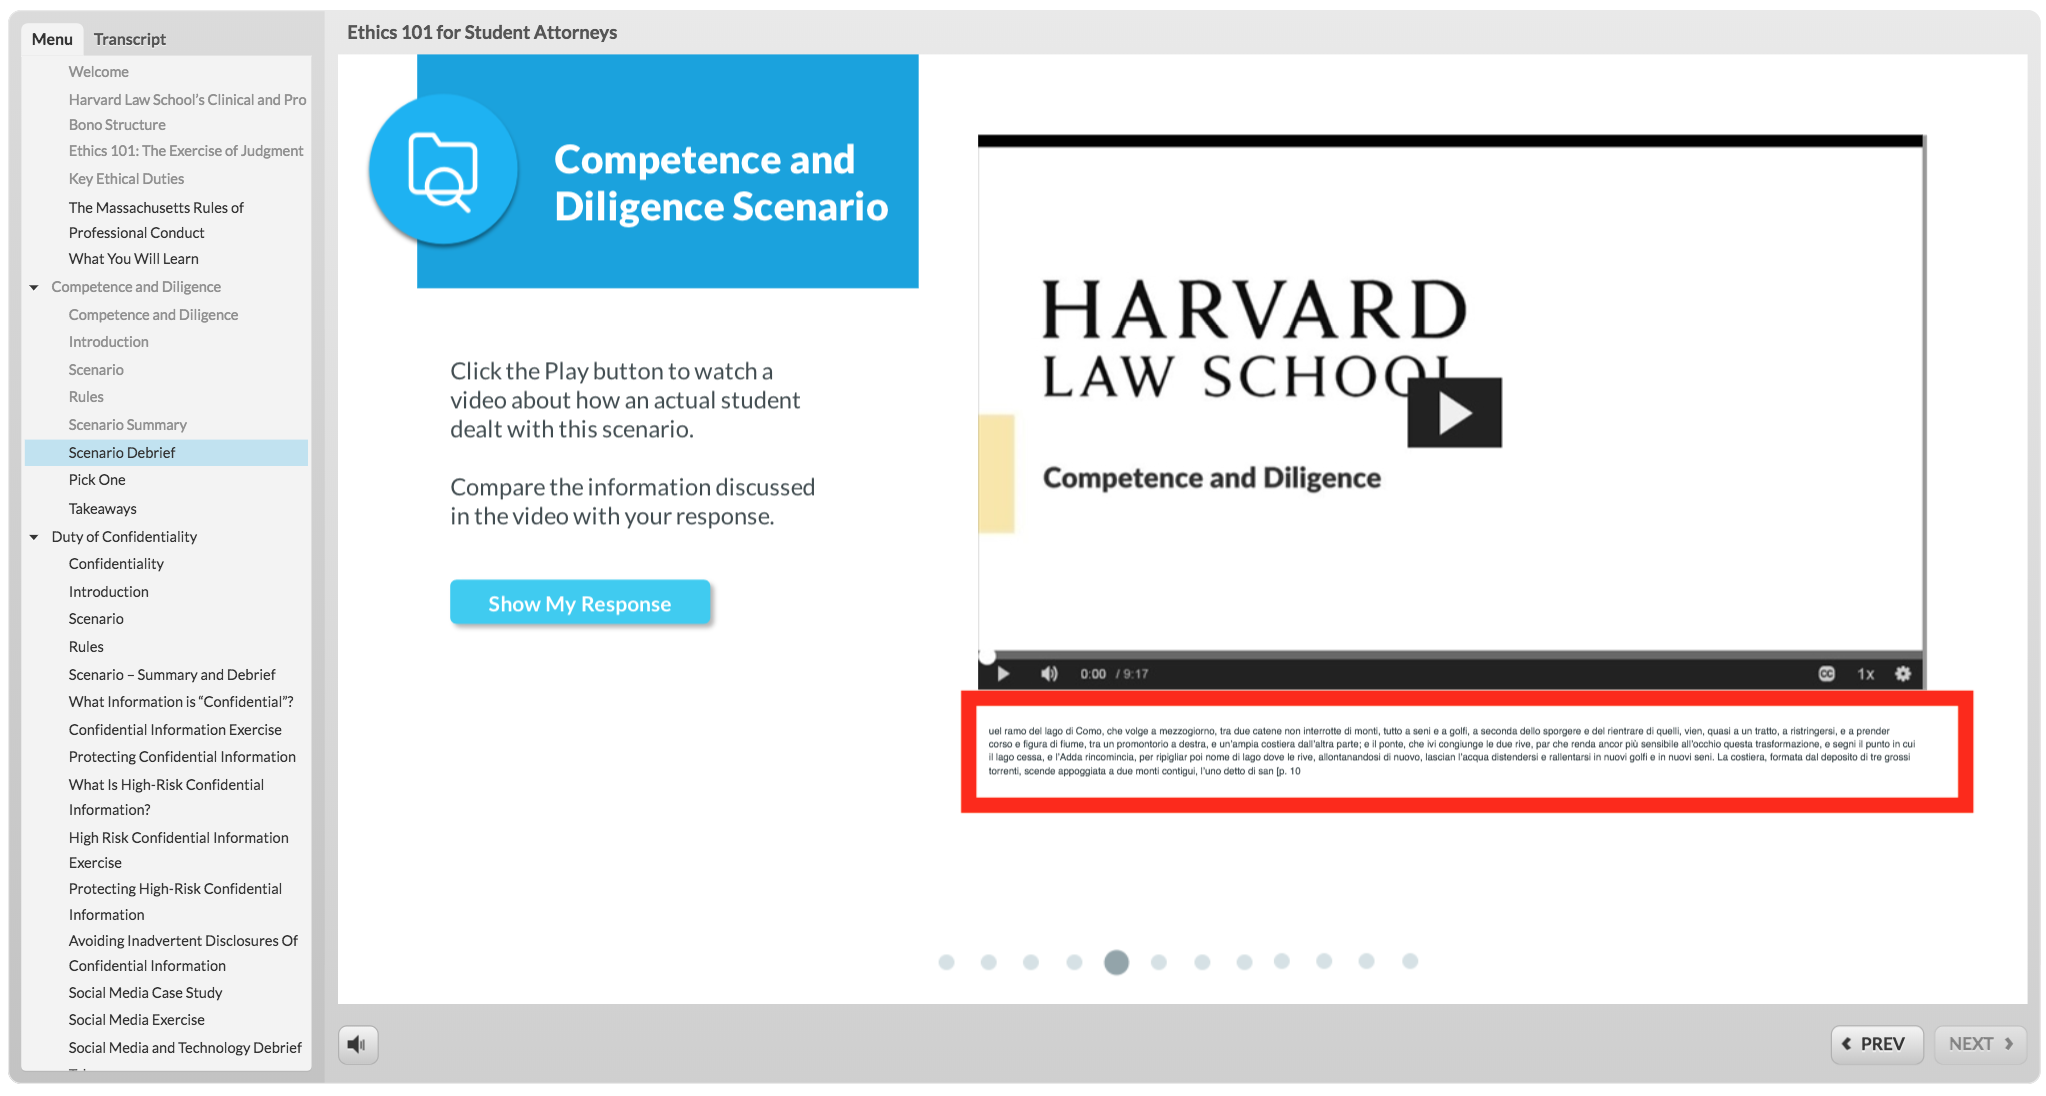 Menu
Transcript
Welcome
Harvard Law School's Clinical and Pro
Bono Structure
Ethics 101: The Exercise of Judgment
Key Ethical Duties
The Massachusetts Rules of
Professional Conduct
What You Will Learn
Competence and Diligence
Competence and Diligence
Introduction
Scenario
Rules
Scenario Summary
Scenario Debrief
Pick One
Takeaways
Duty of Confidentiality
Confidentiality
Introduction
Scenario
Rules
Scenario – Summary and Debrief
What Information is “Confidential”?
Confidential Information Exercise
Protecting Confidential Information
What Is High-Risk Confidential
Information?
High Risk Confidential Information
Exercise
Protecting High-Risk Confidential
Information
Avoiding Inadvertent Disclosures Of
Confidential Information
Social Media Case Study
Social Media Exercise
Social Media and Technology Debrief
Ethics 101 for Student Attorneys
Competence and
Diligence Scenario
Click the Play button to watch a
video about how an actual student
dealt with this scenario.
Compare the information discussed
in the video with your response.
Show My Response
HARVARD
LAW SCHOOL
Competence and Diligence
0:00 / 9:17
CC
1x
uel ramo del lago di Como, che volge a mezzogiorno, tra due catene non interrotte di monti, tutto a seni e a golfi, a seconda dello sporgere e del rientrare di quelli, vien, quasi a un tratto, a ristringersi, e a prender
corso e figura di fiume, tra un promontorio a destra, e un'ampia costiera dall'altra parte; e il ponte, che ivi congiunge le due rive, par che renda ancor più sensibile all'occhio questa trasformazione, e segni il punto in cui
il lago cessa, e l'Adda rincomincia, per ripigliar poi nome di lago dove le rive, allontanandosi di nuovo, lascian l'acqua distendersi e rallentarsi in nuovi golfi e in nuovi seni. La costiera, formata dal deposito di tre grossi
torrenti, scende appoggiata a due monti contigui, l'uno detto di san [p. 10
PREV
NEXT